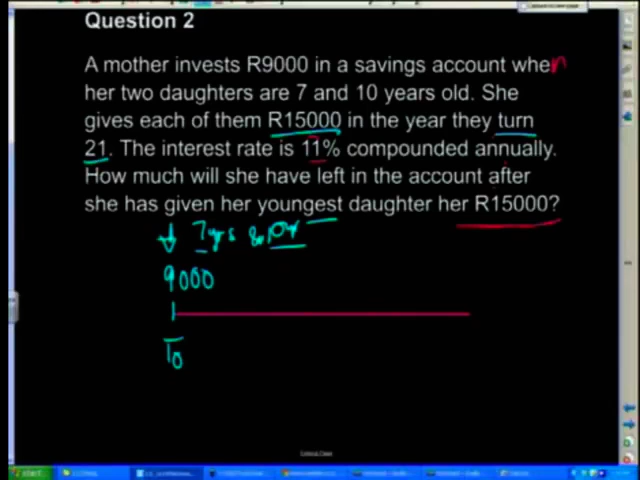 Question 2
A mother invests R9000 in a savings account when
her two daughters are 7 and 10 years old. She
gives each of them R15000 in the year they turn
21. The interest rate is 11% compounded annually.
How much will she have left in the account after
she has given her youngest daughter her R15000?
7yrs & 10yr
9000
T0
START